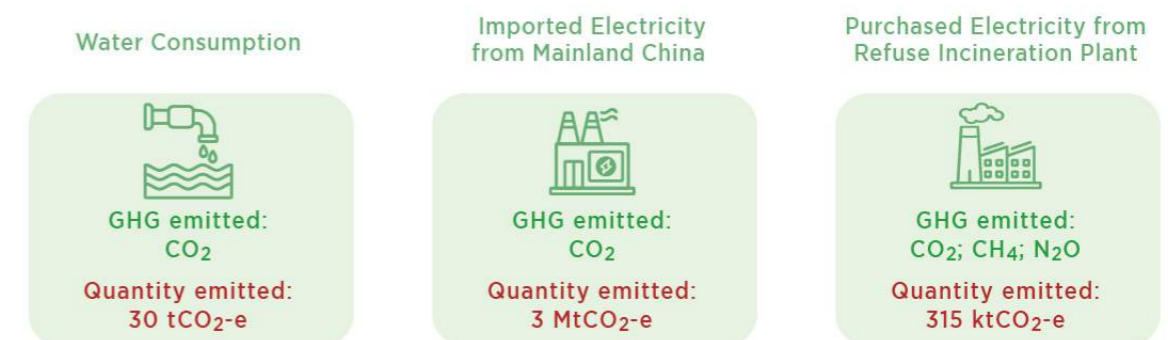 Water Consumption
GHG emitted:
CO₂
Quantity emitted:
30 tCO₂-e
Imported Electricity
from Mainland China
GHG emitted:
CO₂
Quantity emitted:
3 MtCO₂-e
Purchased Electricity from
Refuse Incineration Plant
GHG emitted:
CO₂; CH₄; N₂O
Quantity emitted:
315 ktCO₂-e